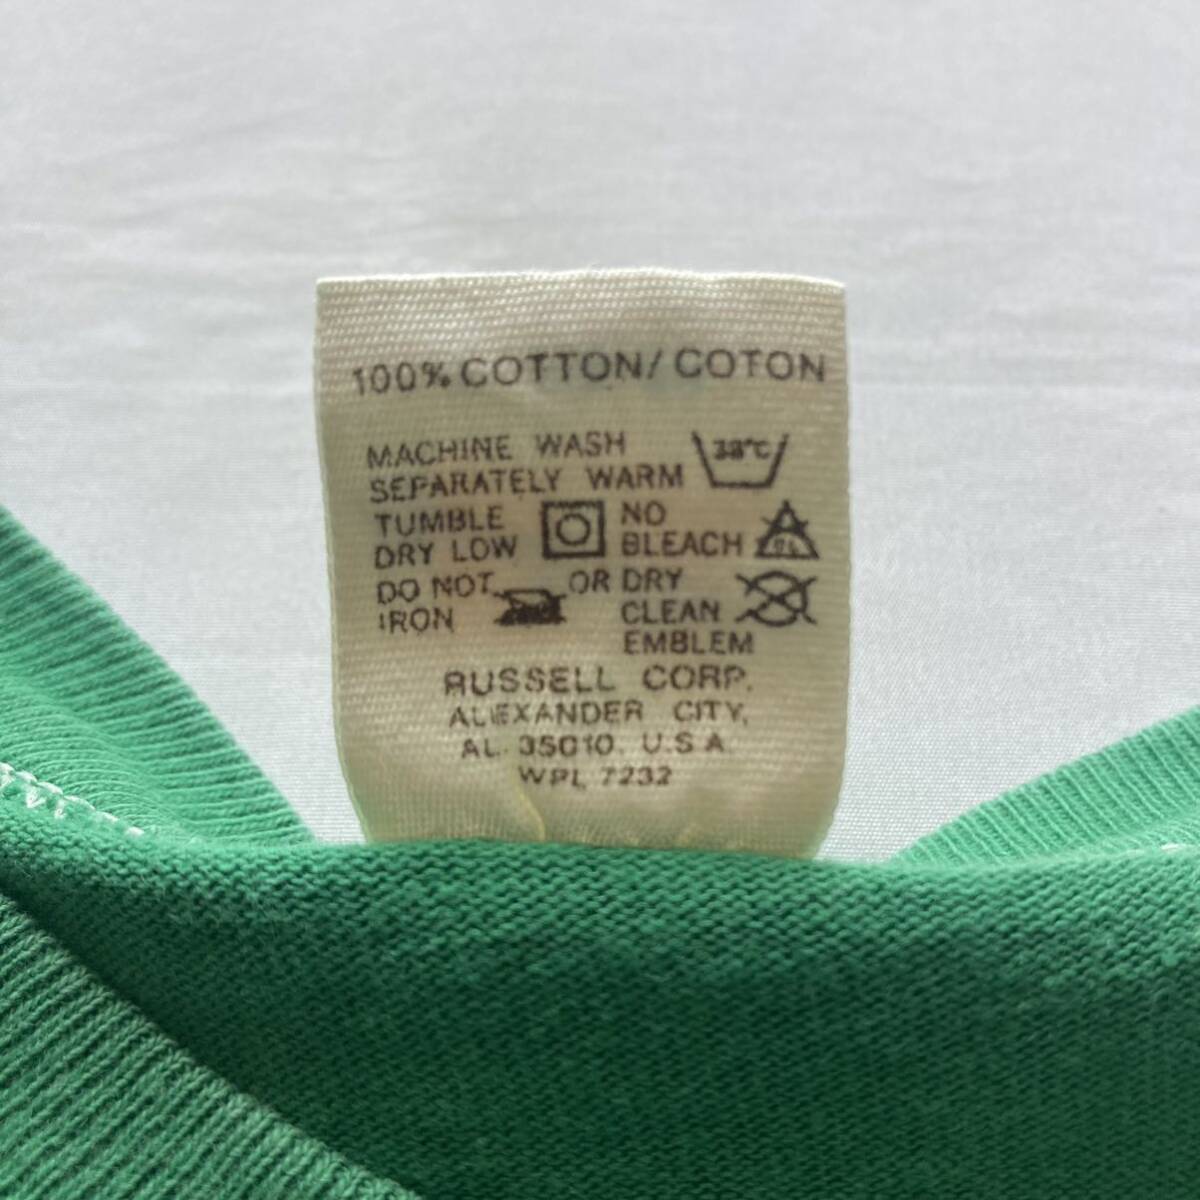 100% COTTON/ COTON
MACHINE WASH
SEPARATELY WARM 38°C
TUMBLE
DRY LOW
NO
BLEACH
DO NOT
IRON
OR DRY
CLEAN
EMBLEM
RUSSELL CORP.
ALEXANDER CITY,
AL. 35010. U.S.A.
WPL 7232